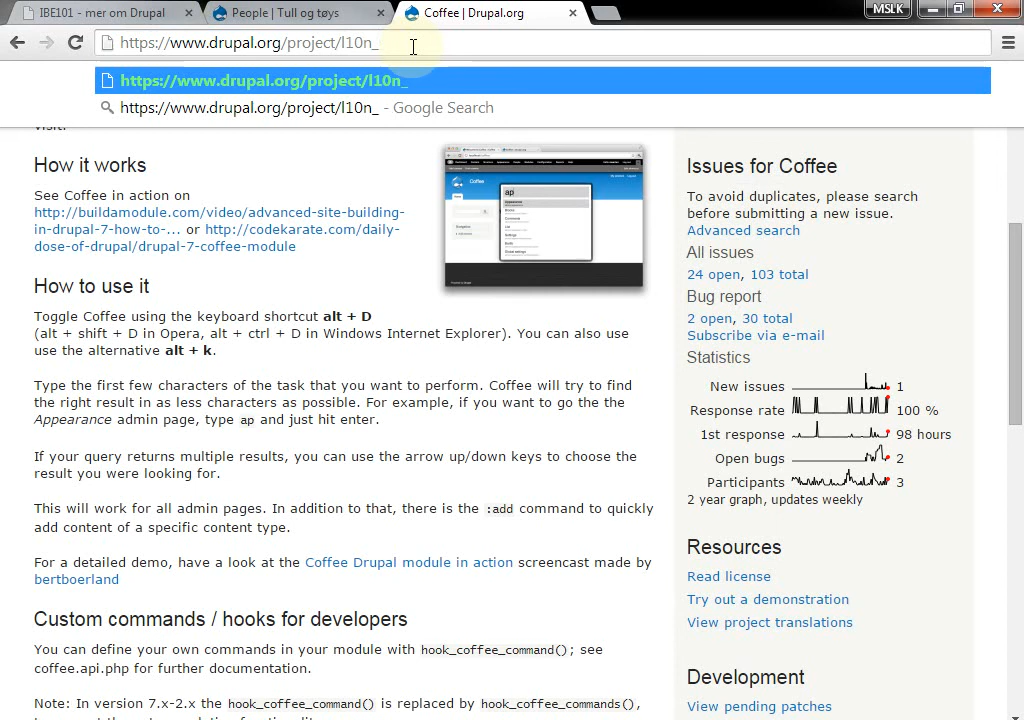 IBE101 - mer om Drupal
People | Tull og tøys
Coffee | Drupal.org
MSLK
https://www.drupal.org/project/l10n_
https://www.drupal.org/project/l10n_
https://www.drupal.org/project/l10n_ - Google Search
visit.
How it works
See Coffee in action on
http://buildamodule.com/video/advanced-site-building-
in-drupal-7-how-to-... or http://codekarate.com/daily-
dose-of-drupal/drupal-7-coffee-module
ap
How to use it
Toggle Coffee using the keyboard shortcut alt + D
(alt + shift + D in Opera, alt + ctrl + D in Windows Internet Explorer). You can also use
use the alternative alt + k.
Type the first few characters of the task that you want to perform. Coffee will try to find
the right result in as less characters as possible. For example, if you want to go the the
Appearance admin page, type ap and just hit enter.
If your query returns multiple results, you can use the arrow up/down keys to choose the
result you were looking for.
This will work for all admin pages. In addition to that, there is the :add command to quickly
add content of a specific content type.
For a detailed demo, have a look at the Coffee Drupal module in action screencast made by
bertboerland
Custom commands / hooks for developers
You can define your own commands in your module with hook_coffee_command(); see
coffee.api.php for further documentation.
Note: In version 7.x-2.x the hook_coffee_command() is replaced by hook_coffee_commands(),
Issues for Coffee
To avoid duplicates, please search
before submitting a new issue.
Advanced search
All issues
24 open, 103 total
Bug report
2 open, 30 total
Subscribe via e-mail
Statistics
New issues 1
Response rate 100 %
1st response 98 hours
Open bugs 2
Participants 3
2 year graph, updates weekly
Resources
Read license
Try out a demonstration
View project translations
Development
View pending patches